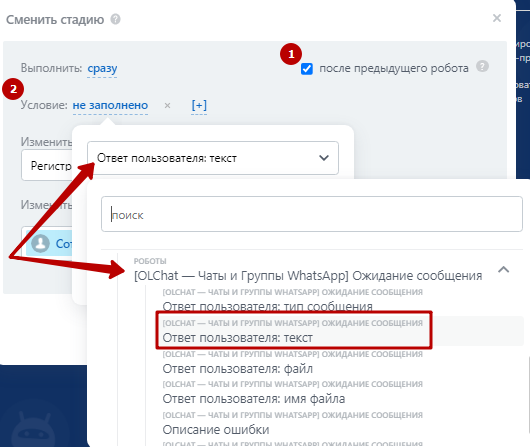 Сменить стадию
Выполнить: сразу
1
после предыдущего робота
2
Условие: не заполнено × [+]
Изменить
Регистр
Ответ пользователя: текст
Сот
поиск
РОБОТЫ
[OLChat — Чаты и Группы WhatsApp] Ожидание сообщения
[OLCHAT — ЧАТЫ И ГРУППЫ WHATSAPP] ОЖИДАНИЕ СООБЩЕНИЯ
Ответ пользователя: тип сообщения
[OLCHAT — ЧАТЫ И ГРУППЫ WHATSAPP] ОЖИДАНИЕ СООБЩЕНИЯ
Ответ пользователя: текст
[OLCHAT — ЧАТЫ И ГРУППЫ WHATSAPP] ОЖИДАНИЕ СООБЩЕНИЯ
Ответ пользователя: файл
[OLCHAT — ЧАТЫ И ГРУППЫ WHATSAPP] ОЖИДАНИЕ СООБЩЕНИЯ
Ответ пользователя: имя файла
[OLCHAT — ЧАТЫ И ГРУППЫ WHATSAPP] ОЖИДАНИЕ СООБЩЕНИЯ
Описание ошибки